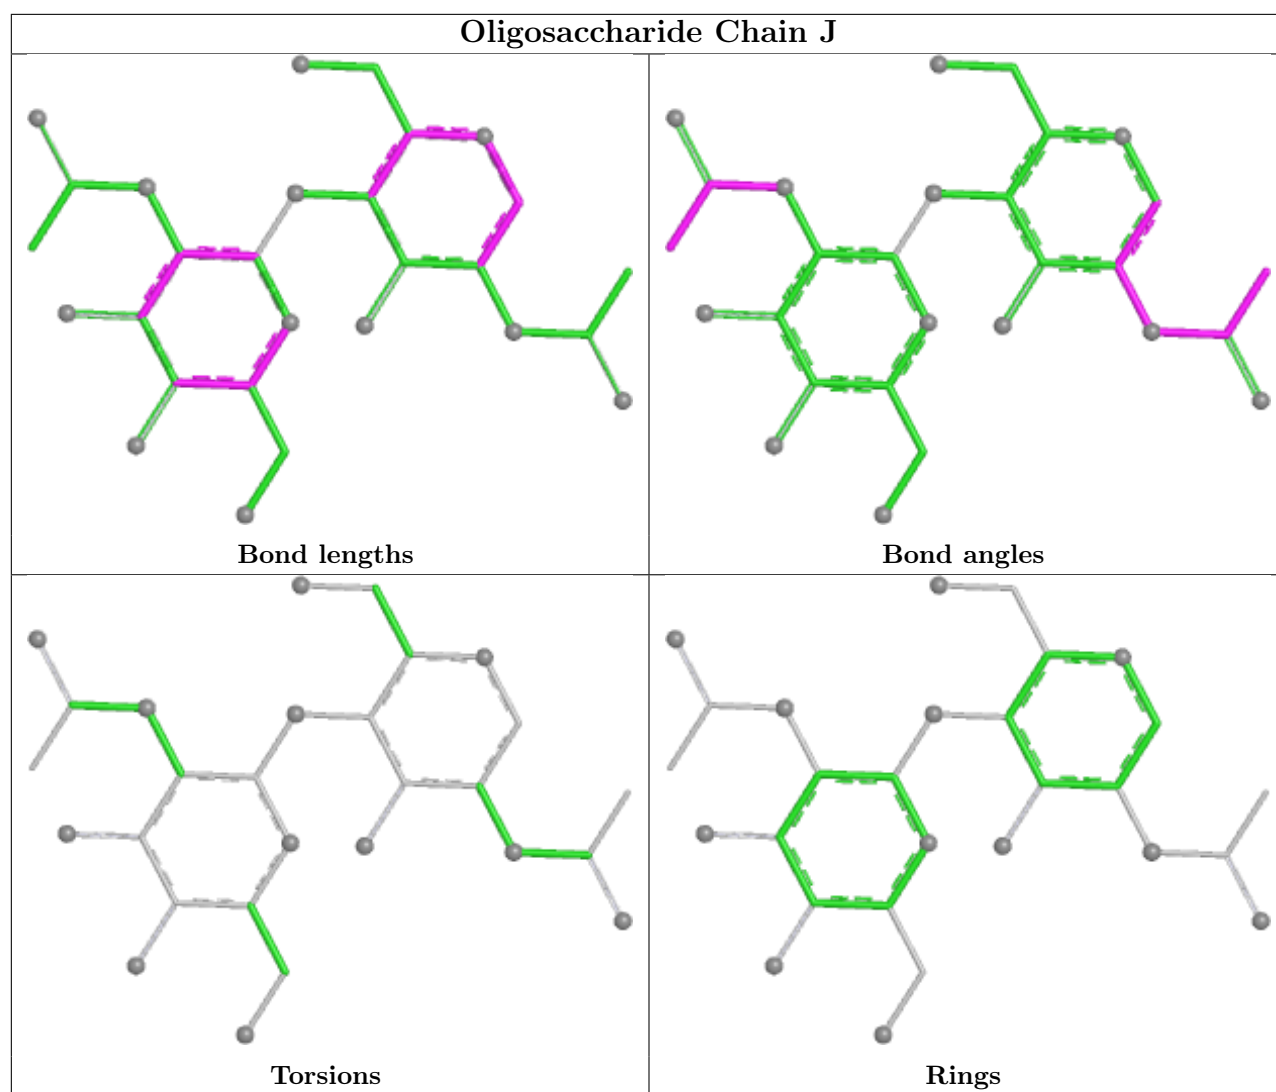 Oligosaccharide Chain J
Bond lengths
Bond angles
Torsions
Rings